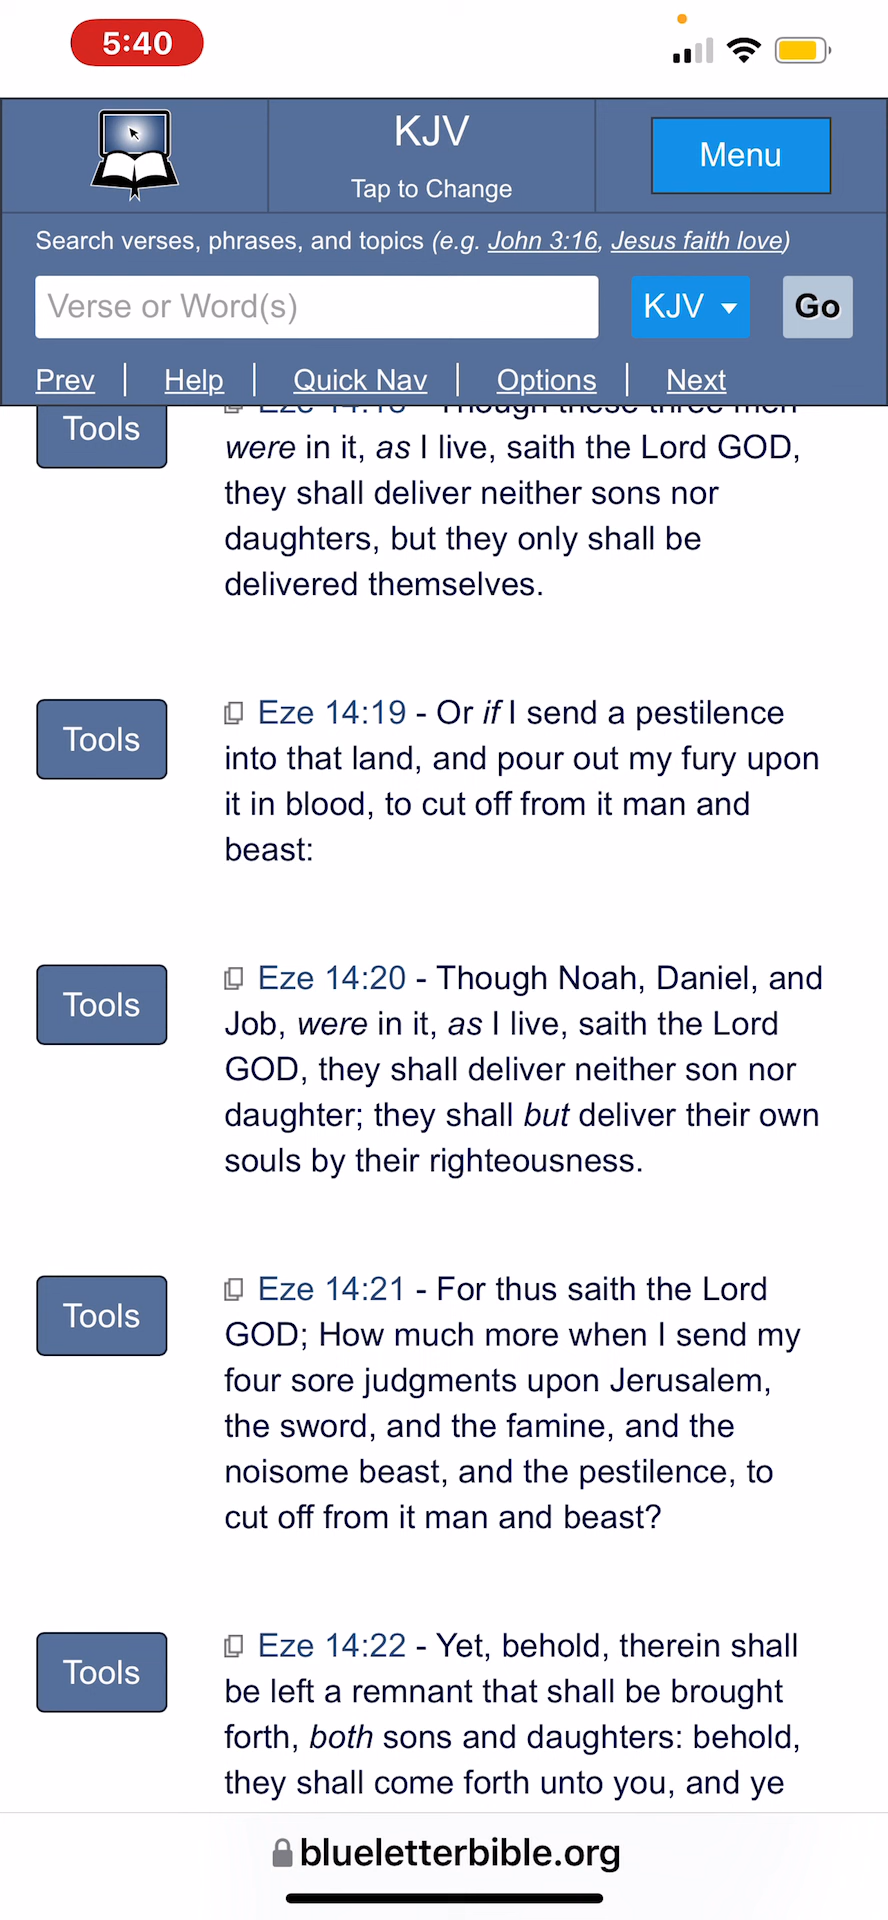 5:40
KJV
Tap to Change
Menu
Search verses, phrases, and topics (e.g. John 3:16, Jesus faith love)
Verse or Word(s)
KJV
Go
Prev | Help | Quick Nav | Options | Next
Tools
Though these three men
were in it, as I live, saith the Lord GOD,
they shall deliver neither sons nor
daughters, but they only shall be
delivered themselves.
Tools
Eze 14:19 - Or if I send a pestilence
into that land, and pour out my fury upon
it in blood, to cut off from it man and
beast:
Tools
Eze 14:20 - Though Noah, Daniel, and
Job, were in it, as I live, saith the Lord
GOD, they shall deliver neither son nor
daughter; they shall but deliver their own
souls by their righteousness.
Tools
Eze 14:21 - For thus saith the Lord
GOD; How much more when I send my
four sore judgments upon Jerusalem,
the sword, and the famine, and the
noisome beast, and the pestilence, to
cut off from it man and beast?
Tools
Eze 14:22 - Yet, behold, therein shall
be left a remnant that shall be brought
forth, both sons and daughters: behold,
they shall come forth unto you, and ye
blueletterbible.org